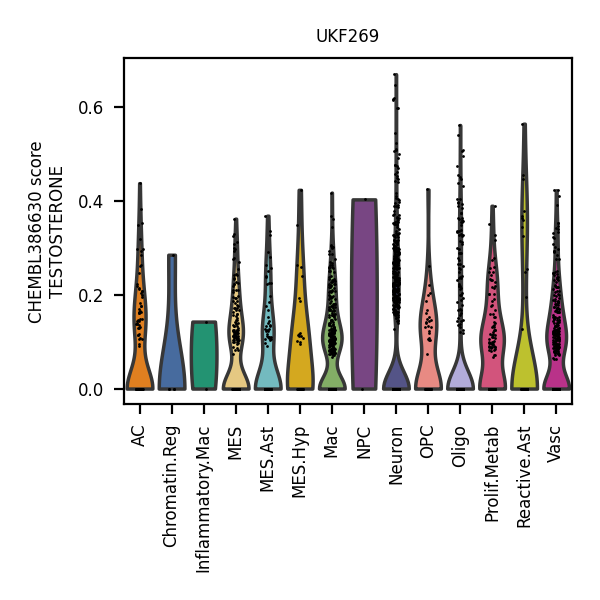 UKF269
CHEMBL386630 score
TESTOSTERONE
0.6
0.4
0.2
0.0
AC
Chromatin.Reg
Inflammatory.Mac
MES
MES.Ast
MES.Hyp
Mac
NPC
Neuron
OPC
Oligo
Prolif.Metab
Reactive.Ast
Vasc